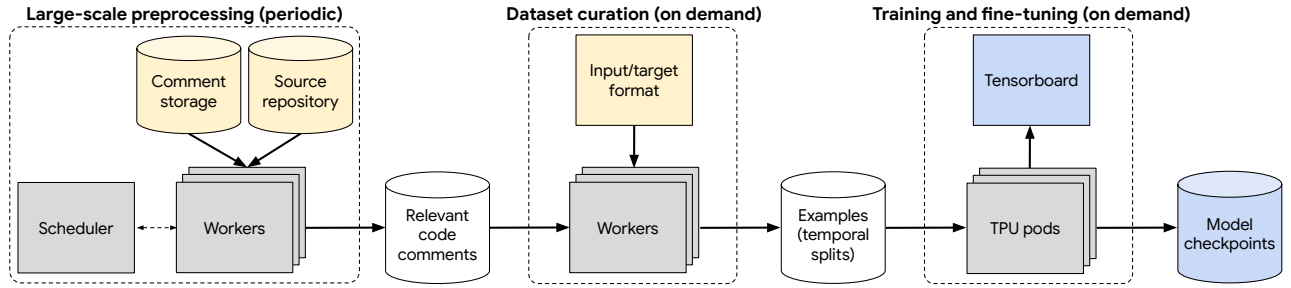 Large-scale preprocessing (periodic)
Dataset curation (on demand)
Training and fine-tuning (on demand)
Comment
storage
Source
repository
Scheduler
Workers
Relevant
code
comments
Input/target
format
Workers
Examples
(temporal
splits)
Tensorboard
TPU pods
Model
checkpoints